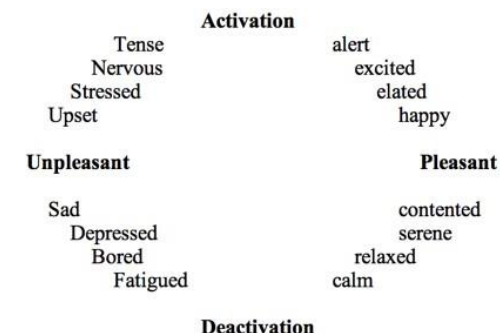 Activation
Tense alert
Nervous excited
Stressed elated
Upset happy
Unpleasant Pleasant
Sad contented
Depressed serene
Bored relaxed
Fatigued calm
Deactivation